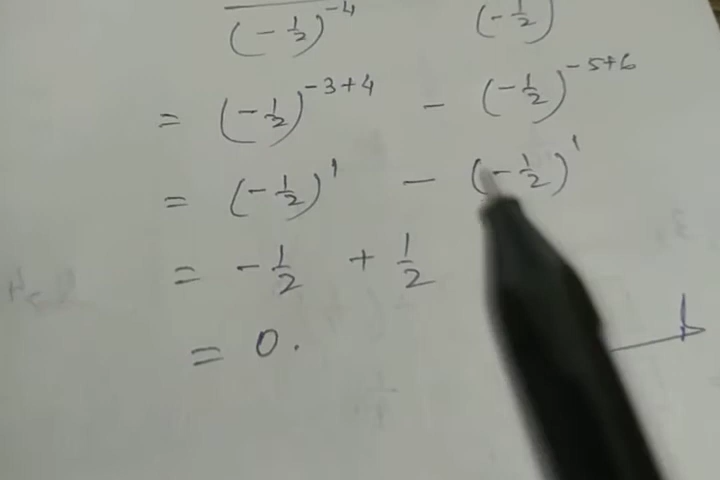 (-1/2)^-4 (-1/2)
= (-1/2)^-3+4 - (-1/2)^-5+6
= (-1/2)^1 - (-1/2)^1
= -1/2 + 1/2
= 0.